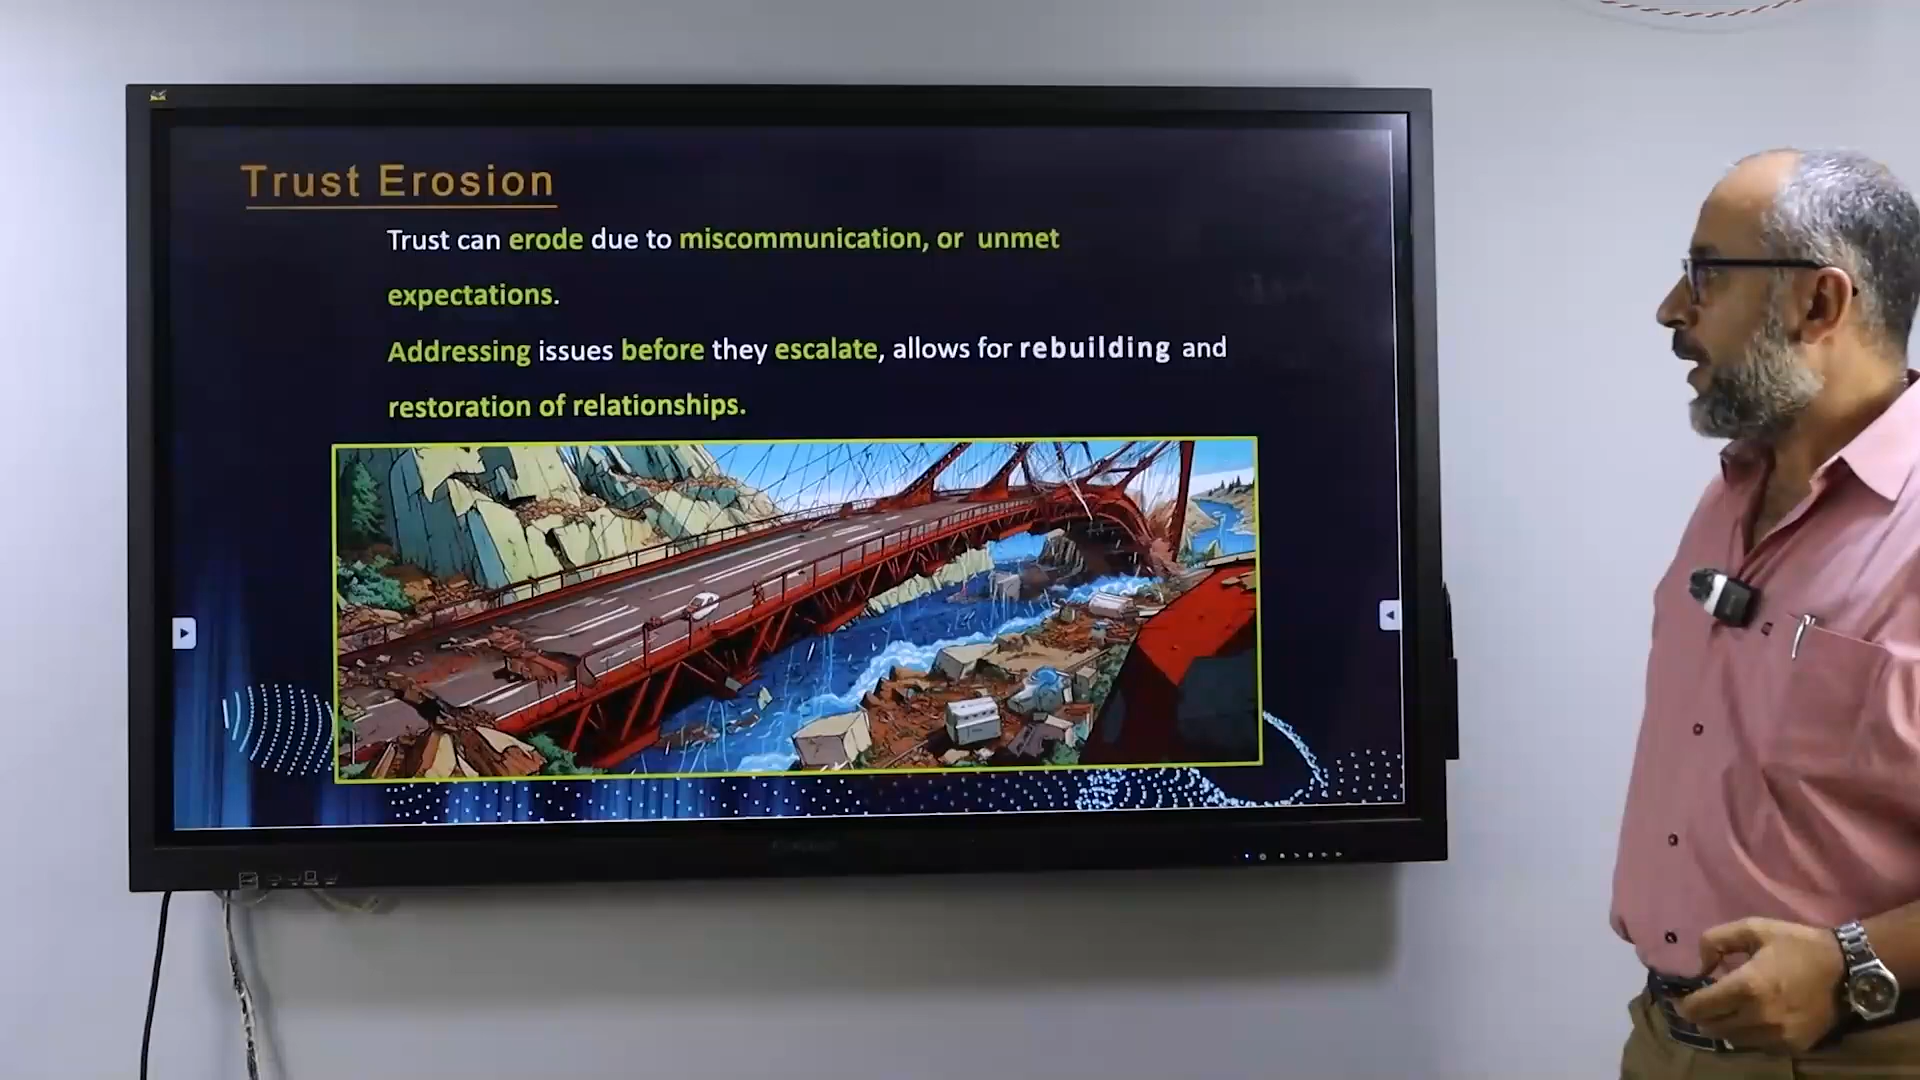 Trust Erosion
Trust can erode due to miscommunication, or unmet
expectations.
Addressing issues before they escalate, allows for rebuilding and
restoration of relationships.